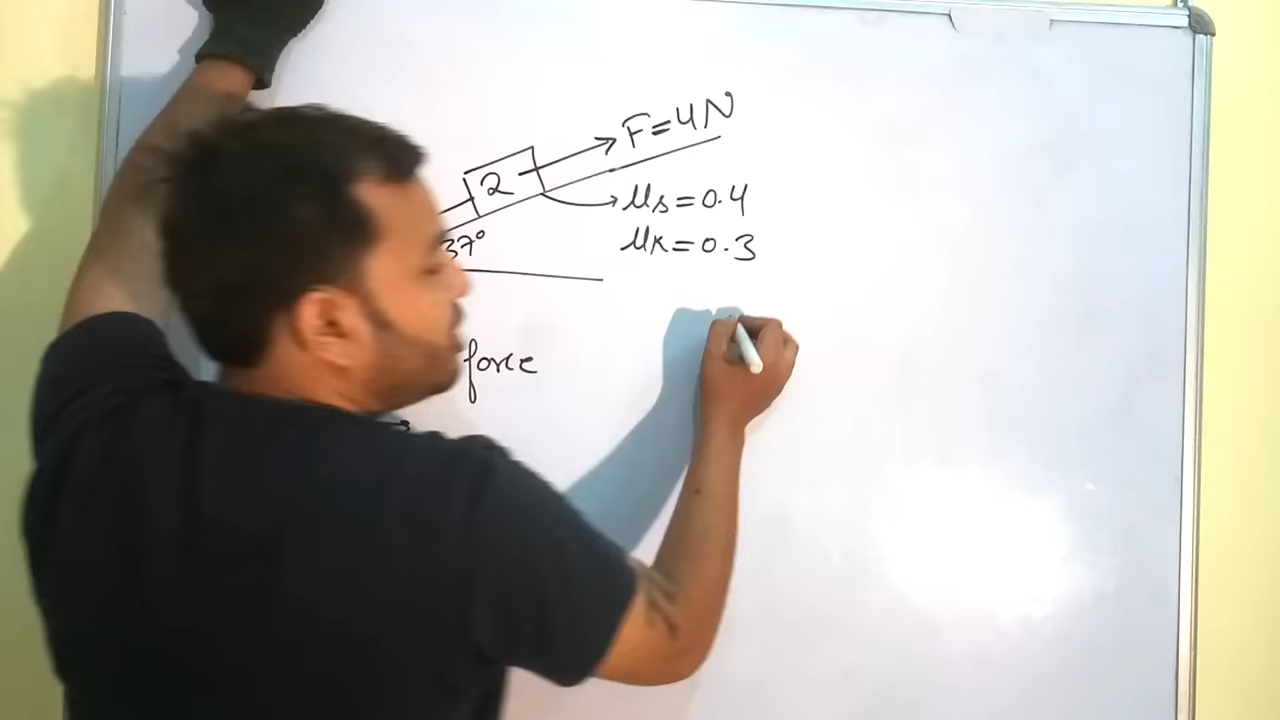 F=4N
2
μs=0.4
37°
μk=0.3
force